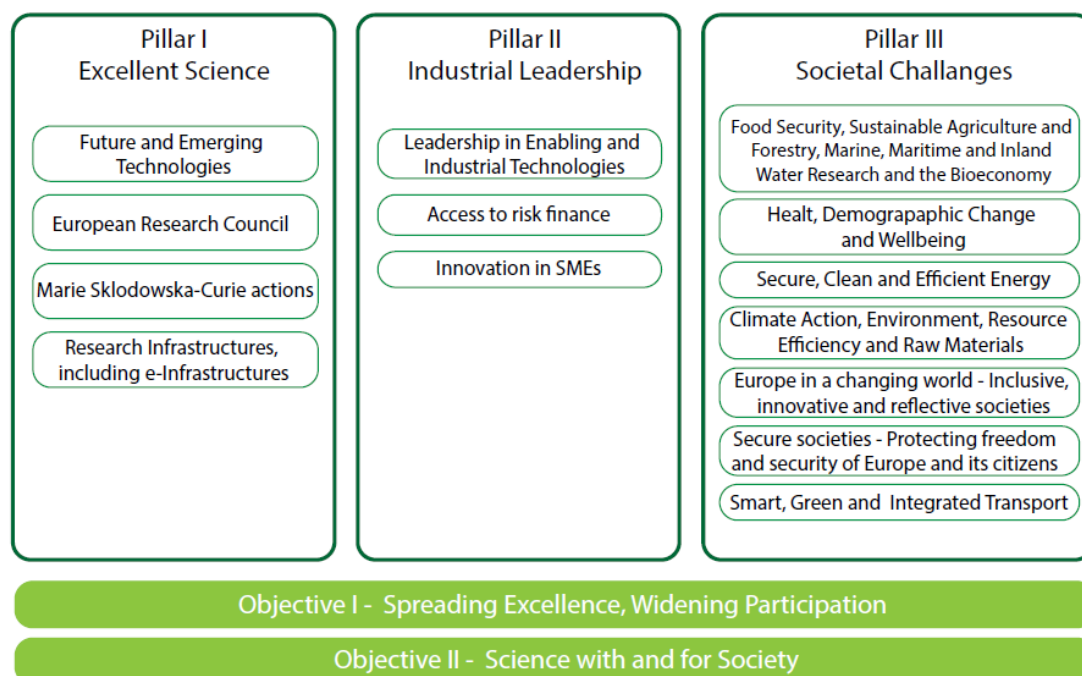 Pillar I
Excellent Science
Future and Emerging
Technologies
European Research Council
Marie Sklodowska-Curie actions
Research Infrastructures,
including e-Infrastructures
Pillar II
Industrial Leadership
Leadership in Enabling and
Industrial Technologies
Access to risk finance
Innovation in SMEs
Pillar III
Societal Challanges
Food Security, Sustainable Agriculture and
Forestry, Marine, Maritime and Inland
Water Research and the Bioeconomy
Healt, Demograpaphic Change
and Wellbeing
Secure, Clean and Efficient Energy
Climate Action, Environment, Resource
Efficiency and Raw Materials
Europe in a changing world - Inclusive,
innovative and reflective societies
Secure societies - Protecting freedom
and security of Europe and its citizens
Smart, Green and Integrated Transport
Objective I - Spreading Excellence, Widening Participation
Objective II - Science with and for Society